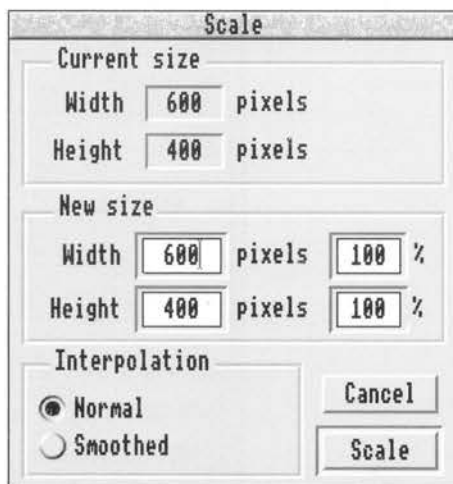 Scale
Current size
Width 600 pixels
Height 400 pixels
New size
Width 600 pixels 100 %
Height 400 pixels 100 %
Interpolation
Normal
Smoothed
Cancel
Scale